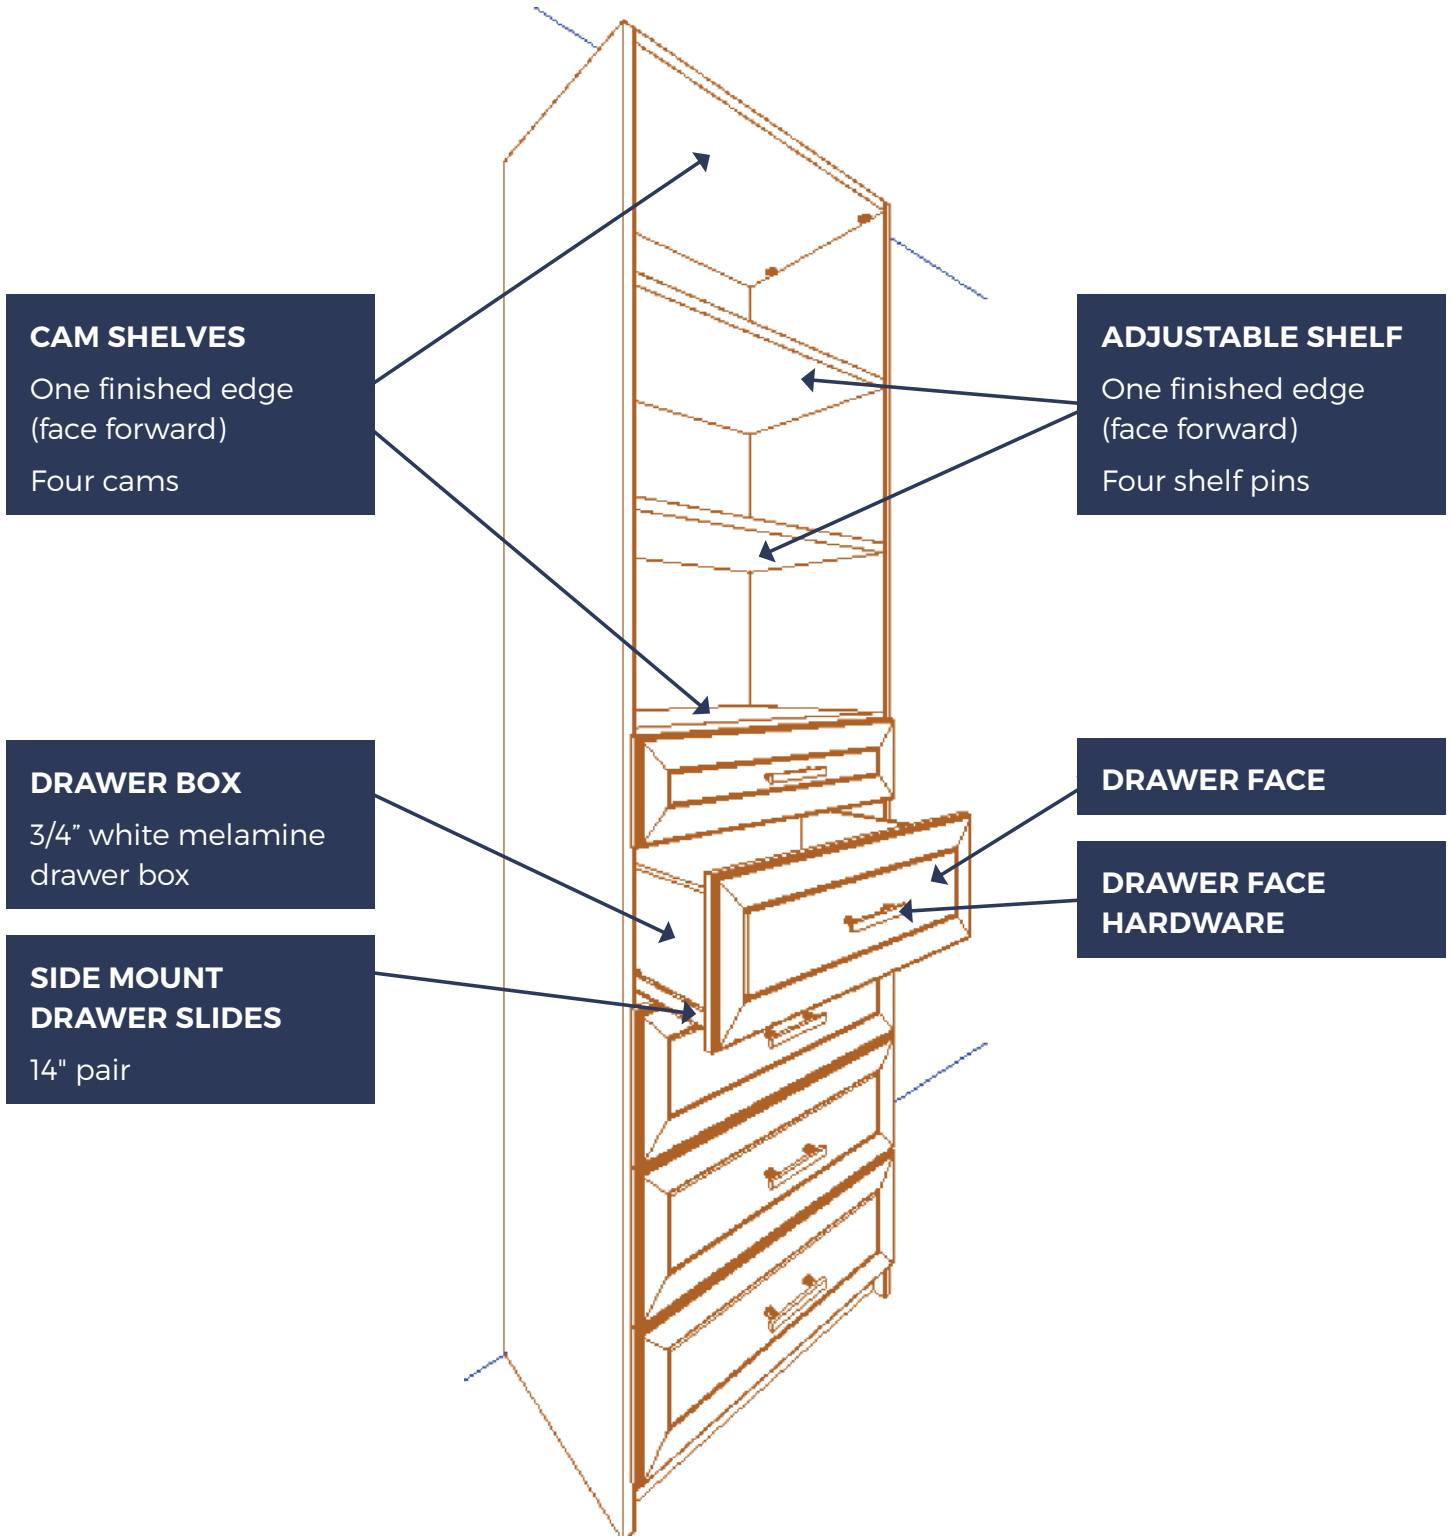 CAM SHELVES
One finished edge
(face forward)
Four cams
ADJUSTABLE SHELF
One finished edge
(face forward)
Four shelf pins
DRAWER BOX
3/4” white melamine
drawer box
SIDE MOUNT
DRAWER SLIDES
14" pair
DRAWER FACE
DRAWER FACE
HARDWARE